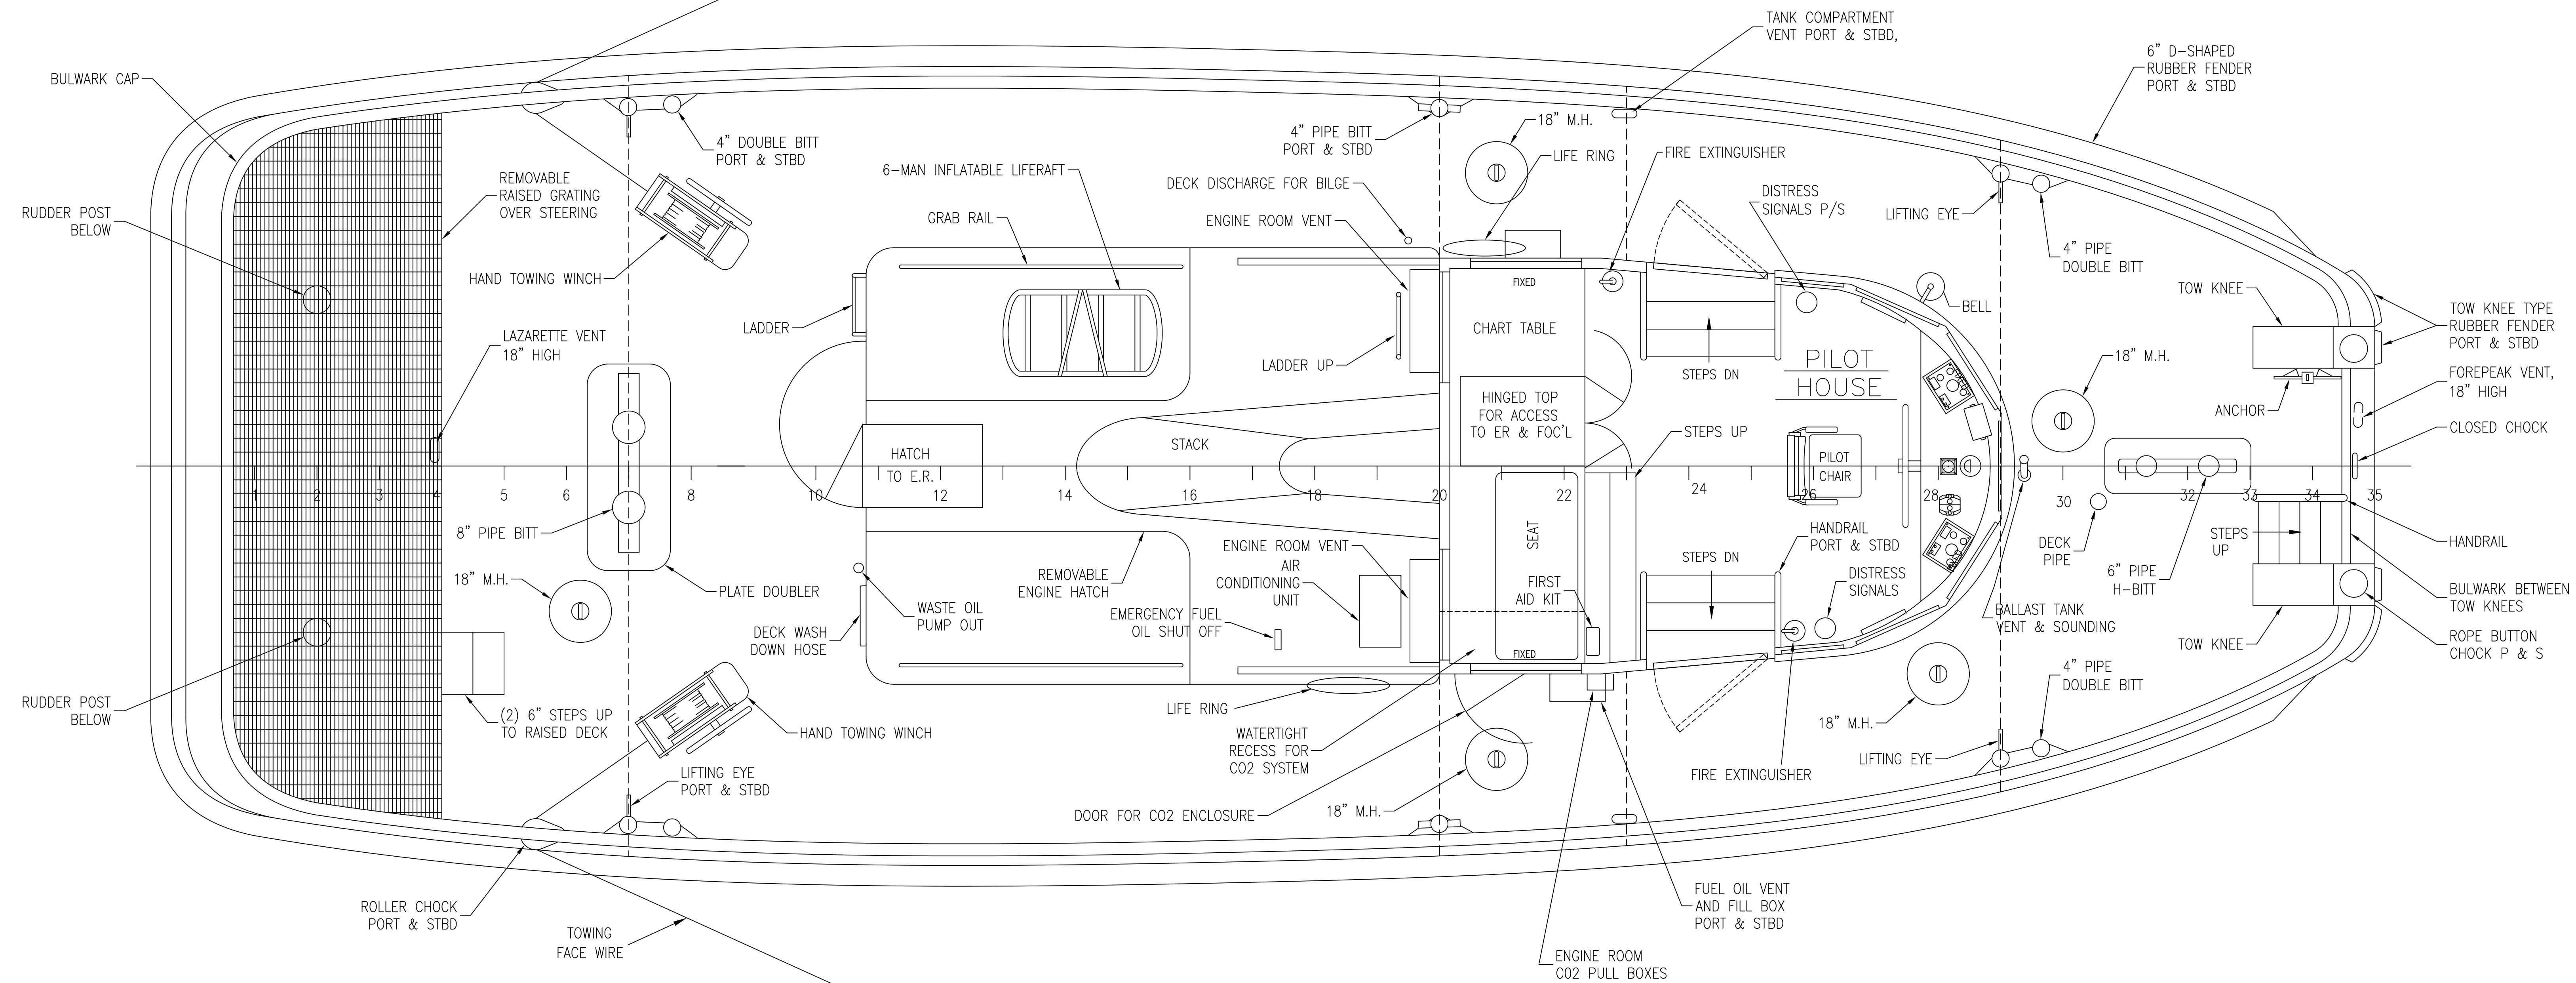 TANK COMPARTMENT
VENT PORT & STBD,
6" D-SHAPED
RUBBER FENDER
PORT & STBD
BULWARK CAP
4" DOUBLE BITT
PORT & STBD
4" PIPE BITT
PORT & STBD
18" M.H.
LIFE RING
FIRE EXTINGUISHER
6-MAN INFLATABLE LIFERAFT
DECK DISCHARGE FOR BILGE
REMOVABLE
RAISED GRATING
OVER STEERING
DISTRESS
SIGNALS P/S
LIFTING EYE
RUDDER POST
BELOW
GRAB RAIL
ENGINE ROOM VENT
4" PIPE
DOUBLE BITT
HAND TOWING WINCH
FIXED
TOW KNEE
BELL
TOW KNEE TYPE
RUBBER FENDER
PORT & STBD
LADDER
CHART TABLE
LAZARETTE VENT
18" HIGH
LADDER UP
STEPS DN
PILOT
HOUSE
18" M.H.
FOREPEAK VENT,
18" HIGH
ANCHOR
HINGED TOP
FOR ACCESS
TO ER & FOC'L
CLOSED CHOCK
STEPS UP
STACK
HATCH
TO E.R.
PILOT
CHAIR
1 2 3 4 5 6 8 10 12 14 16 18 20 22 24 26 28 30 32 33 34 35
8" PIPE BITT
SEAT
HANDRAIL
PORT & STBD
DECK
PIPE
STEPS
UP
HANDRAIL
ENGINE ROOM VENT
AIR
CONDITIONING
UNIT
STEPS DN
18" M.H.
PLATE DOUBLER
REMOVABLE
ENGINE HATCH
FIRST
AID KIT
DISTRESS
SIGNALS
6" PIPE
H-BITT
BULWARK BETWEEN
TOW KNEES
WASTE OIL
PUMP OUT
EMERGENCY FUEL
OIL SHUT OFF
BALLAST TANK
VENT & SOUNDING
DECK WASH
DOWN HOSE
FIXED
TOW KNEE
ROPE BUTTON
CHOCK P & S
4" PIPE
DOUBLE BITT
RUDDER POST
BELOW
(2) 6" STEPS UP
TO RAISED DECK
LIFE RING
18" M.H.
HAND TOWING WINCH
WATERTIGHT
RECESS FOR
CO2 SYSTEM
LIFTING EYE
LIFTING EYE
PORT & STBD
FIRE EXTINGUISHER
DOOR FOR CO2 ENCLOSURE
18" M.H.
FUEL OIL VENT
AND FILL BOX
PORT & STBD
ROLLER CHOCK
PORT & STBD
TOWING
FACE WIRE
ENGINE ROOM
CO2 PULL BOXES